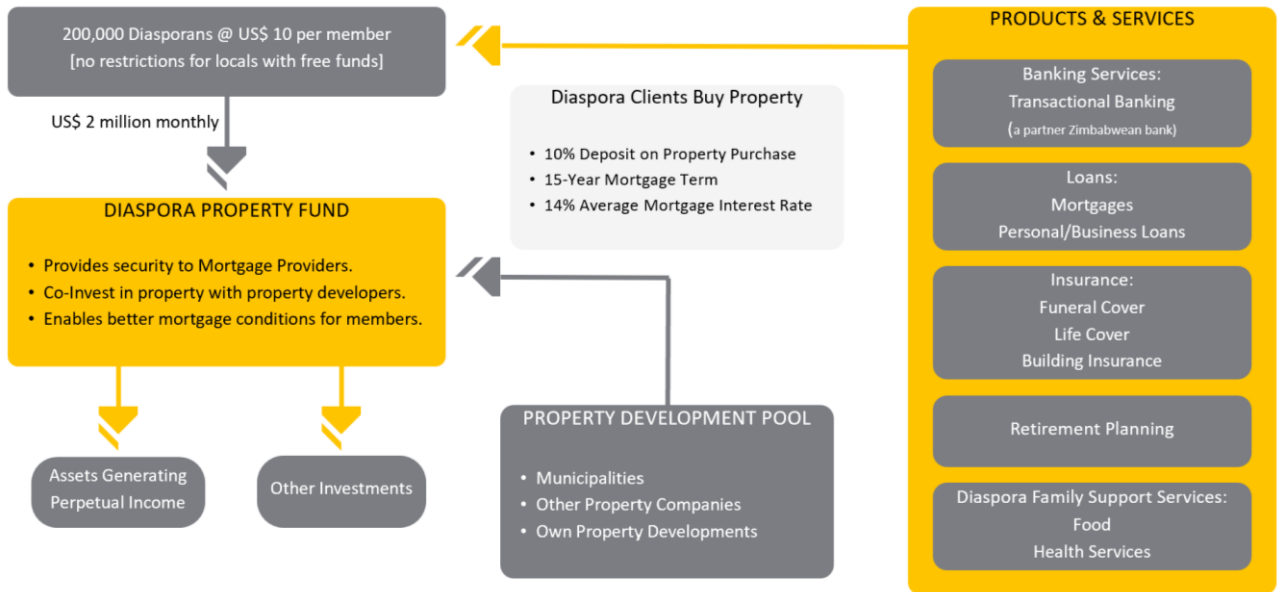 200,000 Diasporans @ US$ 10 per member
[no restrictions for locals with free funds]
US$ 2 million monthly
DIASPORA PROPERTY FUND
• Provides security to Mortgage Providers.
• Co-Invest in property with property developers.
• Enables better mortgage conditions for members.
Assets Generating
Perpetual Income
Other Investments
Diaspora Clients Buy Property
• 10% Deposit on Property Purchase
• 15-Year Mortgage Term
• 14% Average Mortgage Interest Rate
PROPERTY DEVELOPMENT POOL
• Municipalities
• Other Property Companies
• Own Property Developments
PRODUCTS & SERVICES
Banking Services:
Transactional Banking
(a partner Zimbabwean bank)
Loans:
Mortgages
Personal/Business Loans
Insurance:
Funeral Cover
Life Cover
Building Insurance
Retirement Planning
Diaspora Family Support Services:
Food
Health Services